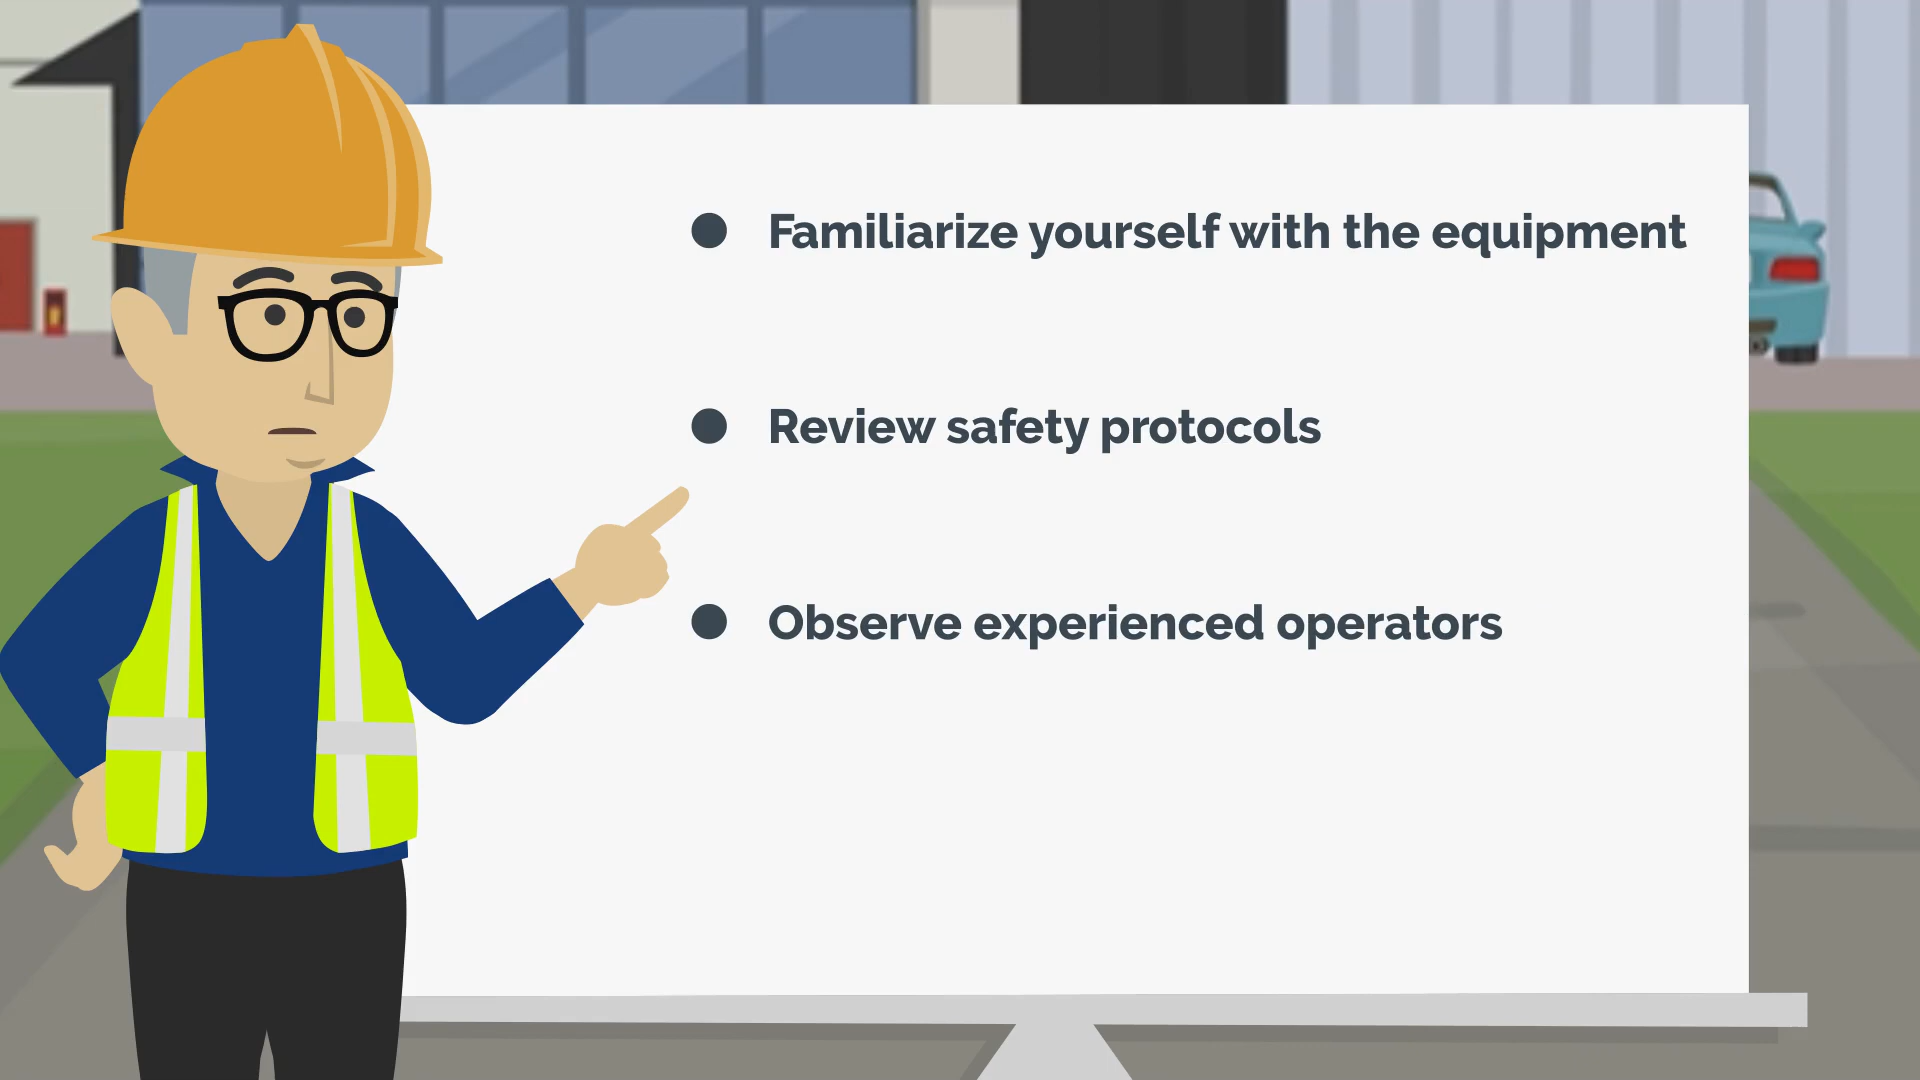 Familiarize yourself with the equipment
Review safety protocols
Observe experienced operators